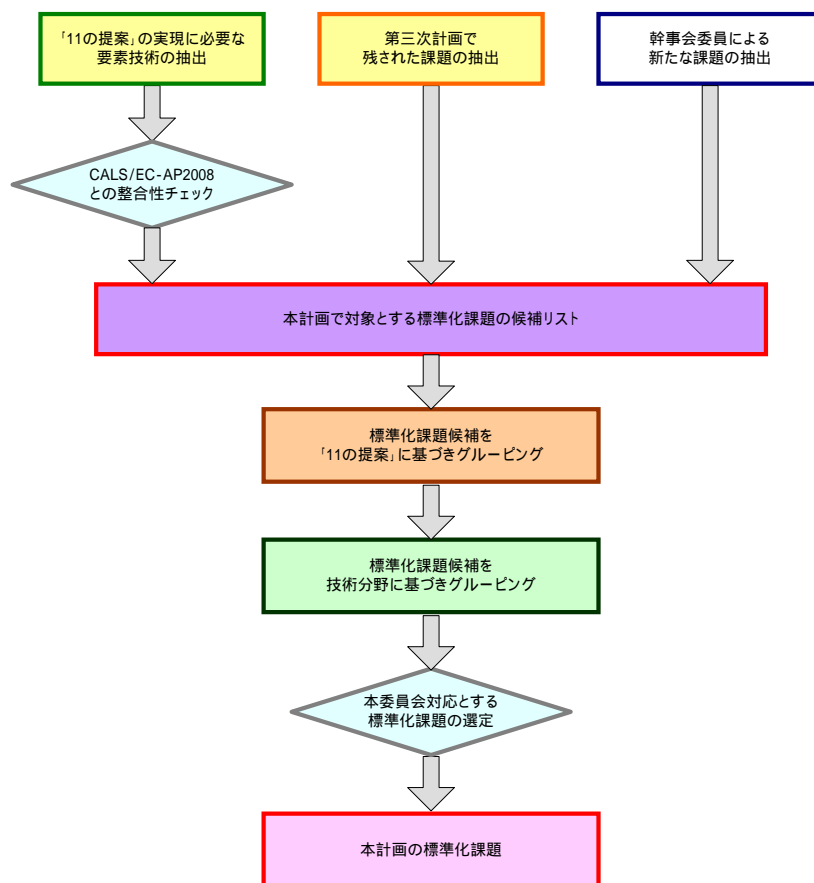 「11の提案」の実現に必要な
要素技術の抽出
第三次計画で
残された課題の抽出
幹事会委員による
新たな課題の抽出
CALS/EC-AP2008
との整合性チェック
本計画で対象とする標準化課題の候補リスト
標準化課題候補を
「11の提案」に基づきグルーピング
標準化課題候補を
技術分野に基づきグルーピング
本委員会対応とする
標準化課題の選定
本計画の標準化課題